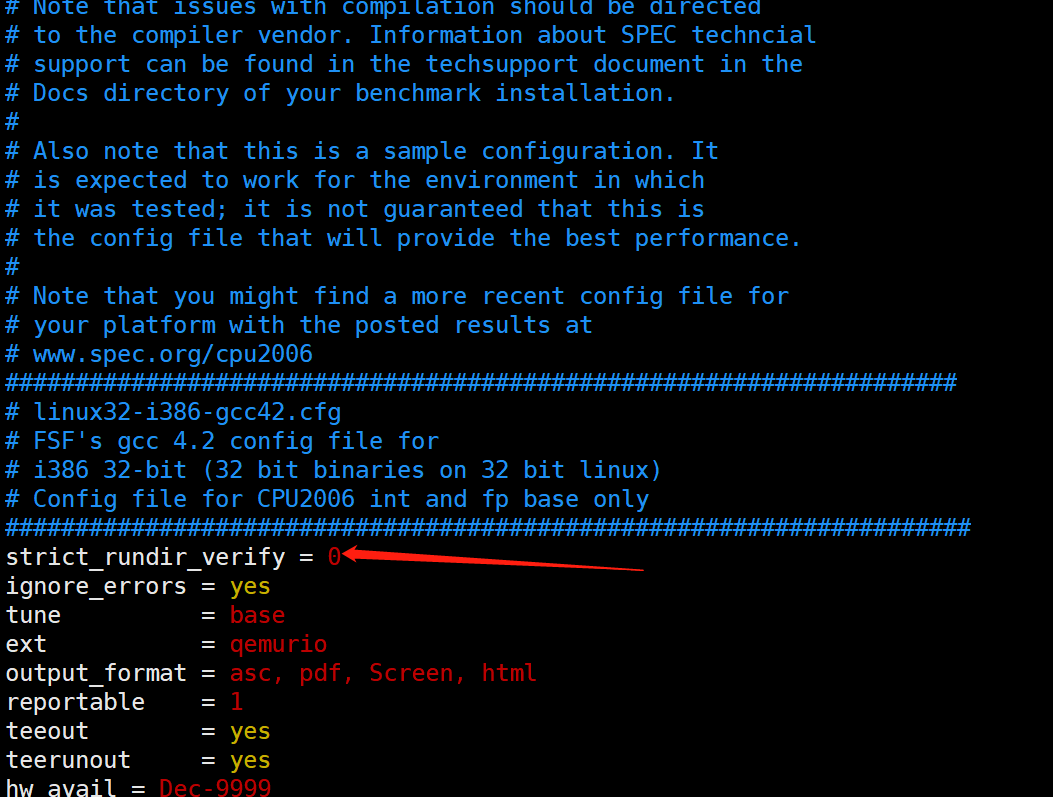 # Note that issues with compilation should be directed
# to the compiler vendor. Information about SPEC techncial
# support can be found in the techsupport document in the
# Docs directory of your benchmark installation.
#
# Also note that this is a sample configuration. It
# is expected to work for the environment in which
# it was tested; it is not guaranteed that this is
# the config file that will provide the best performance.
#
# Note that you might find a more recent config file for
# your platform with the posted results at
# www.spec.org/cpu2006
####################################################################
# linux32-i386-gcc42.cfg
# FSF's gcc 4.2 config file for
# i386 32-bit (32 bit binaries on 32 bit linux)
# Config file for CPU2006 int and fp base only
#####################################################################
strict_rundir_verify = 0
ignore_errors = yes
tune          = base
ext           = qemurio
output_format = asc, pdf, Screen, html
reportable    = 1
teeout        = yes
teerunout     = yes
hw_avail = Dec-9999